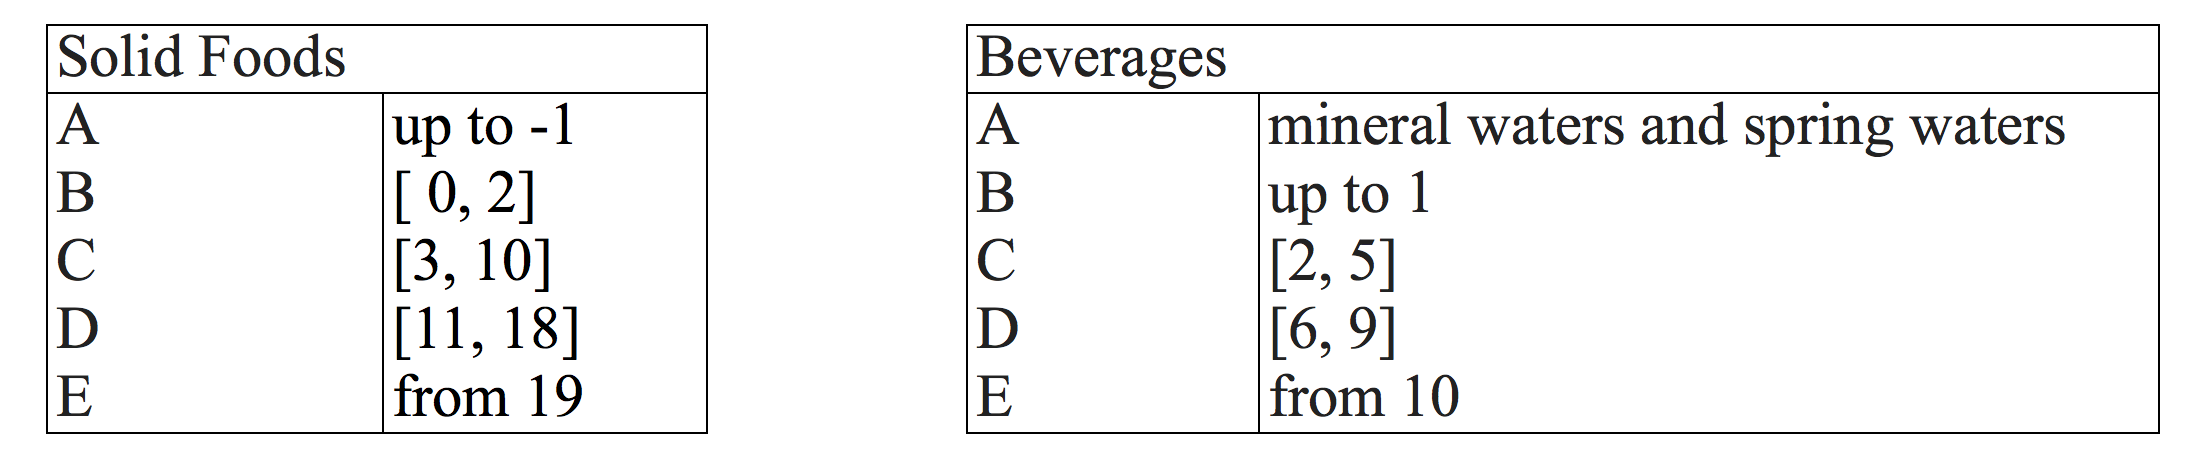 Solid Foods
A up to -1
B [ 0, 2]
C [3, 10]
D [11, 18]
E from 19
Beverages
A mineral waters and spring waters
B up to 1
C [2, 5]
D [6, 9]
E from 10